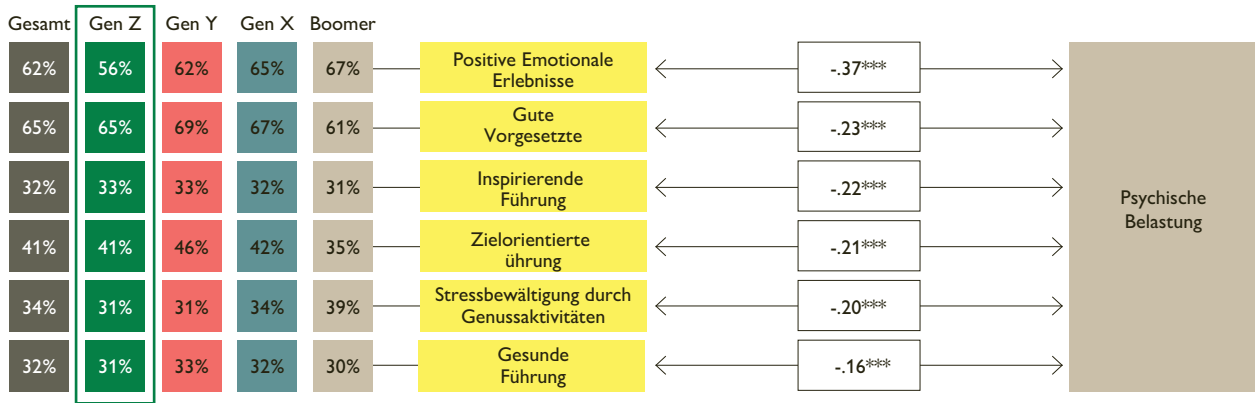 Gesamt Gen Z Gen Y Gen X Boomer
62% 56% 62% 65% 67% Positive Emotionale -.37***
Erlebnisse
65% 65% 69% 67% 61% Gute -.23***
Vorgesetzte
32% 33% 33% 32% 31% Inspirierende -.22***
Führung
Psychische
Belastung
41% 41% 46% 42% 35% Zielorientierte -.21***
ührung
34% 31% 31% 34% 39% Stressbewältigung durch -.20***
Genussaktivitäten
32% 31% 33% 32% 30% Gesunde -.16***
Führung